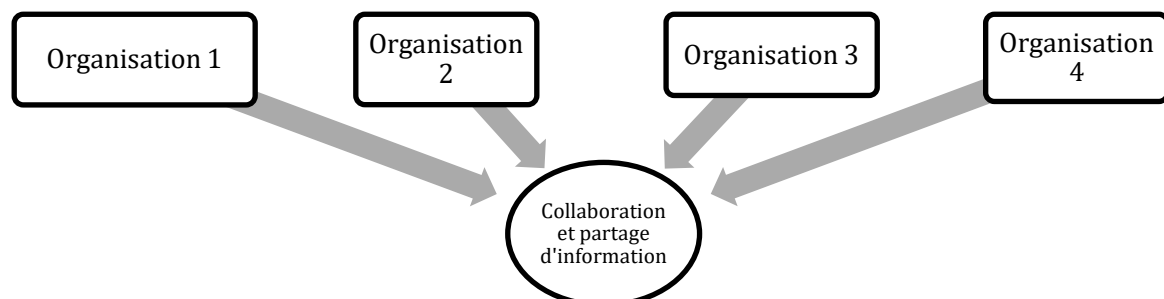 Organisation 1
Organisation
2
Organisation 3
Organisation
4
Collaboration
et partage
d'information